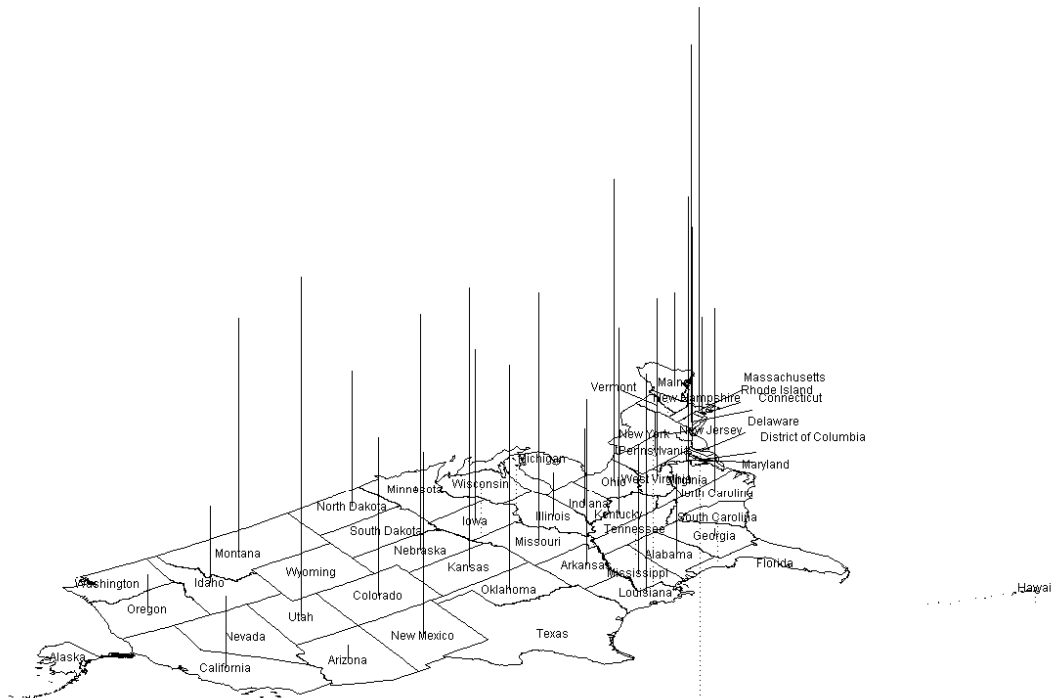 Massachusetts
Maine
Vermont
Rhode Island
New Hampshire
Connecticut
Delaware
New York
New Jersey
District of Columbia
Pennsylvania
Michigan
Maryland
Ohio
West Virginia
Virginia
Wisconsin
Minnesota
North Carolina
Indiana
North Dakota
Kentucky
Illinois
Iowa
South Carolina
South Dakota
Tennessee
Georgia
Missouri
Nebraska
Montana
Alabama
Florida
Kansas
Arkansas
Wyoming
Mississippi
Washington
Idaho
Oklahoma
Hawaii
Colorado
Louisiana
Oregon
Utah
Texas
New Mexico
Nevada
Alaska
Arizona
California